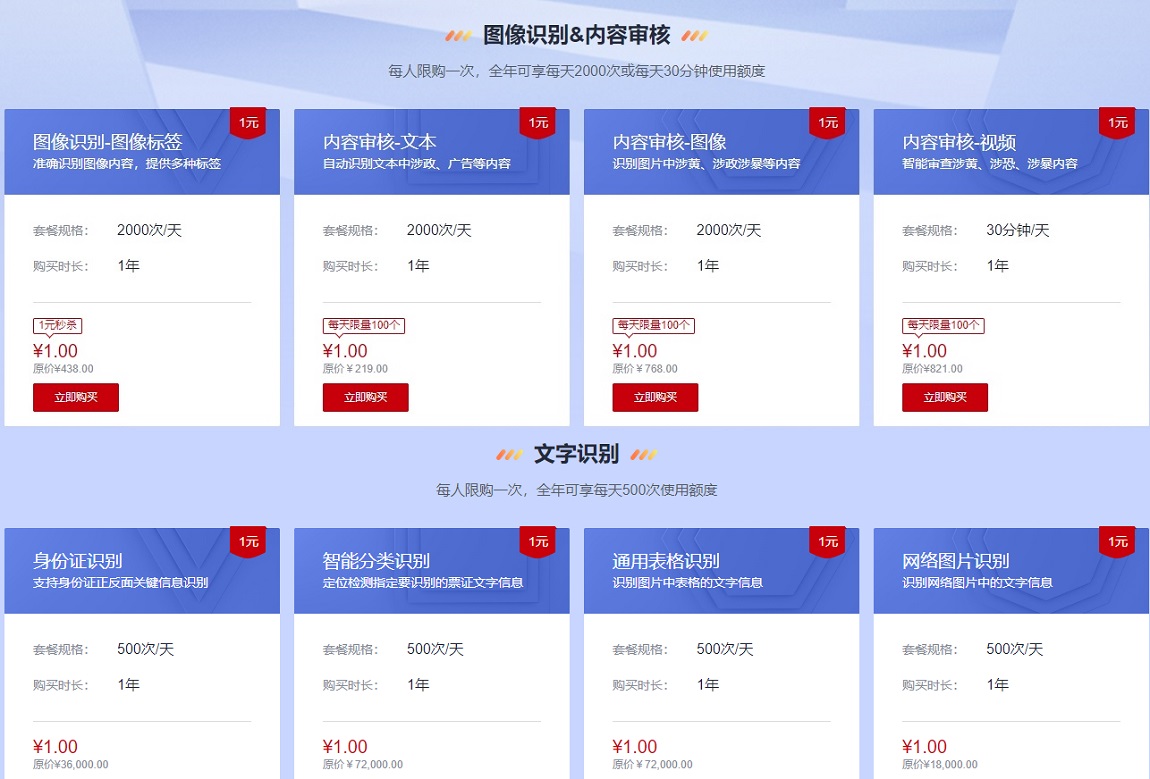 图像识别&内容审核
每人限购一次，全年可享每天2000次或每天30分钟使用额度
1元
图像识别-图像标签
准确识别图像内容，提供多种标签
套餐规格： 2000次/天
购买时长： 1年
1元秒杀
¥1.00
原价¥438.00
立即购买
1元
内容审核-文本
自动识别文本中涉政、广告等内容
套餐规格： 2000次/天
购买时长： 1年
每天限量100个
¥1.00
原价￥219.00
立即购买
1元
内容审核-图像
识别图片中涉黄、涉政涉暴等内容
套餐规格： 2000次/天
购买时长： 1年
每天限量100个
¥1.00
原价￥768.00
立即购买
1元
内容审核-视频
智能审查涉黄、涉恐、涉暴内容
套餐规格： 30分钟/天
购买时长： 1年
每天限量100个
¥1.00
原价¥821.00
立即购买
文字识别
每人限购一次，全年可享每天500次使用额度
1元
身份证识别
支持身份证正反面关键信息识别
套餐规格： 500次/天
购买时长： 1年
¥1.00
原价¥36,000.00
1元
智能分类识别
定位检测指定要识别的票证文字信息
套餐规格： 500次/天
购买时长： 1年
¥1.00
原价￥72,000.00
1元
通用表格识别
识别图片中表格的文字信息
套餐规格： 500次/天
购买时长： 1年
¥1.00
原价￥72,000.00
1元
网络图片识别
识别网络图片中的文字信息
套餐规格： 500次/天
购买时长： 1年
¥1.00
原价¥18,000.00